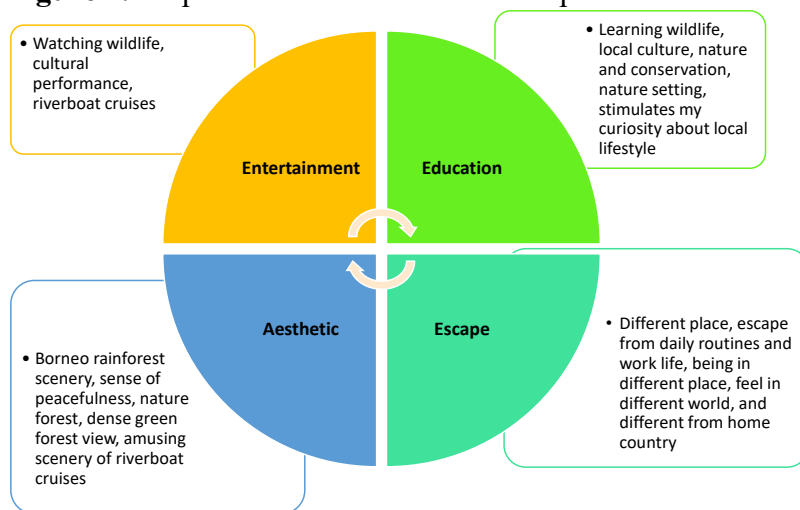 • Watching wildlife,
cultural
performance,
riverboat cruises
• Learning wildlife,
local culture, nature
and conservation,
nature setting,
stimulates my
curiosity about local
lifestyle
Entertainment
Education
Aesthetic
Escape
• Borneo rainforest
scenery, sense of
peacefulness, nature
forest, dense green
forest view, amusing
scenery of riverboat
cruises
• Different place, escape
from daily routines and
work life, being in
different place, feel in
different world, and
different from home
country